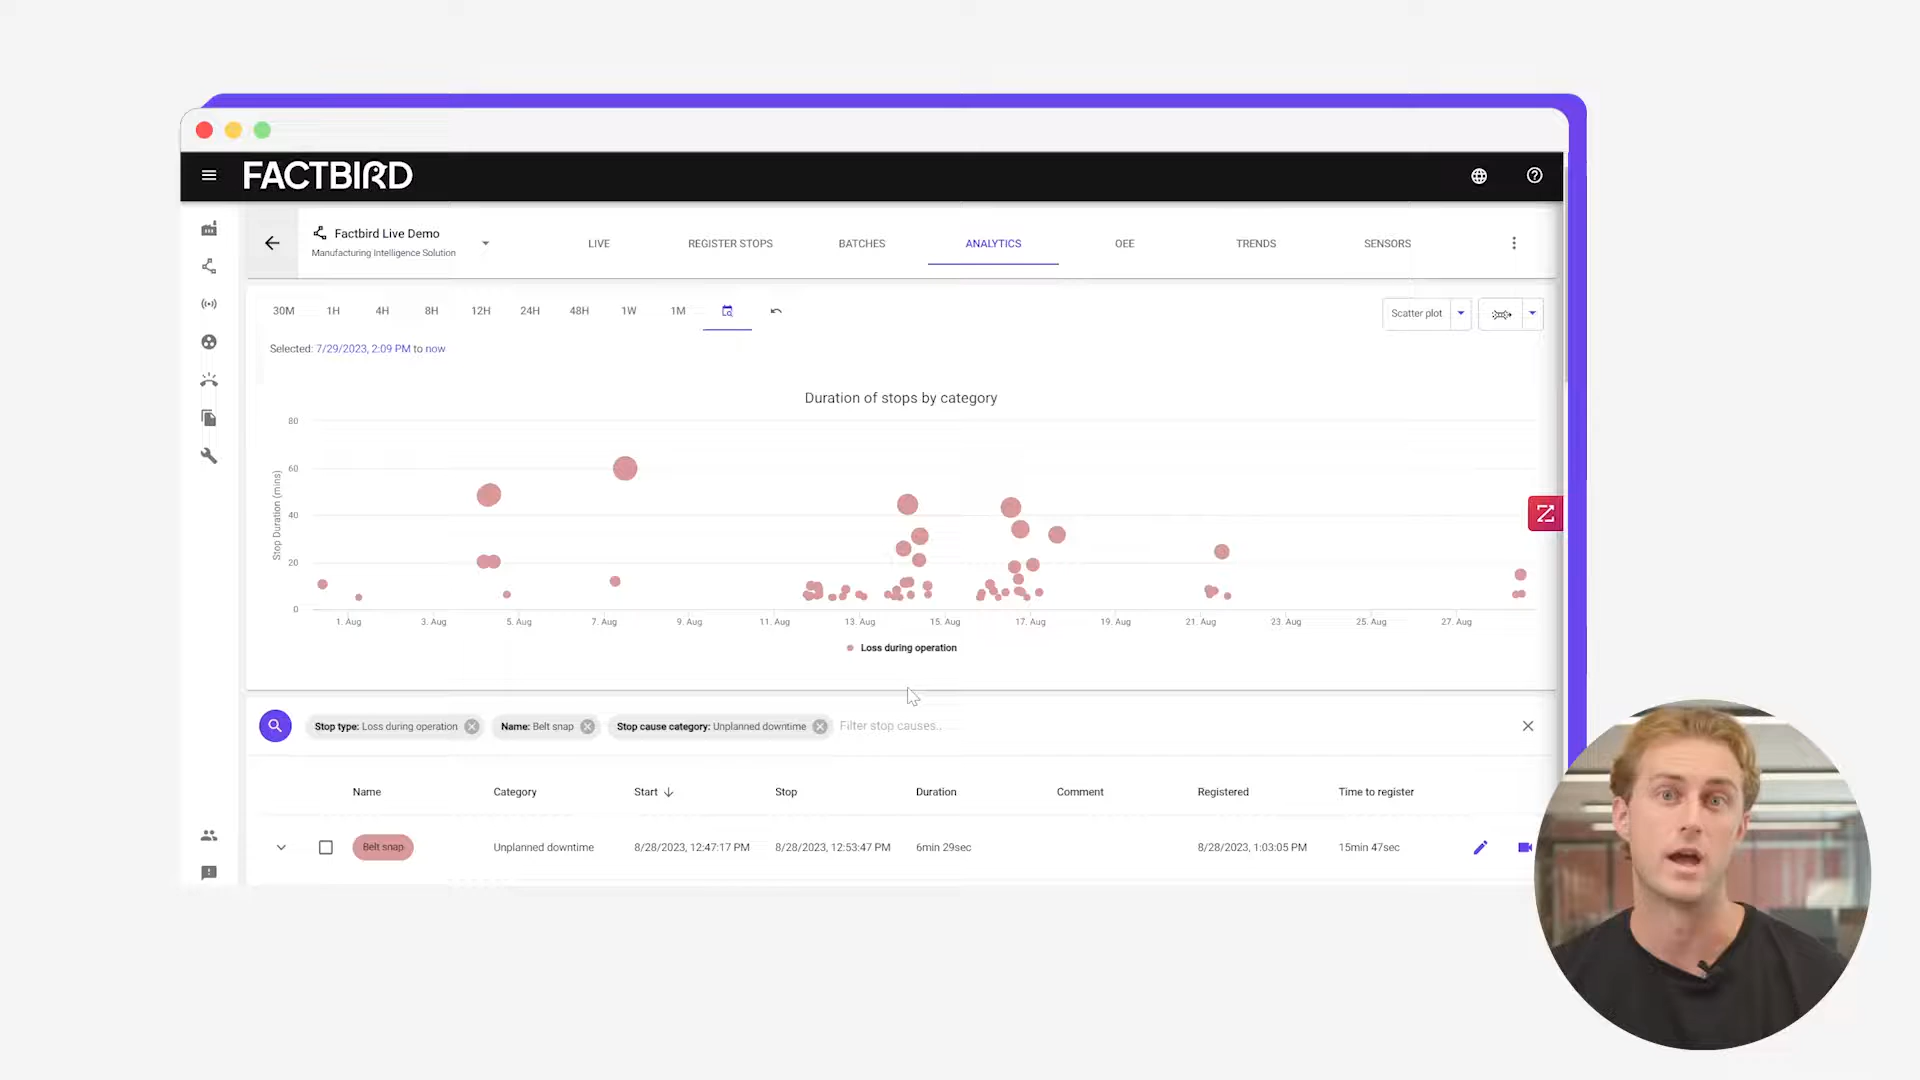 FACTBIRD
Factbird Live Demo
Manufacturing Intelligence Solution
LIVE REGISTER STOPS BATCHES ANALYTICS OEE TRENDS SENSORS
30M 1H 4H 8H 12H 24H 48H 1W 1M
Scatter plot
Selected: 7/29/2023, 2:09 PM to now
Duration of stops by category
Stop Duration (mins)
80
60
40
20
0
1. Aug 3. Aug 5. Aug 7. Aug 9. Aug 11. Aug 13. Aug 15. Aug 17. Aug 19. Aug 21. Aug 23. Aug 25. Aug 27. Aug
Loss during operation
Stop type: Loss during operation Name: Belt snap Stop cause category: Unplanned downtime Filter stop causes..
Name Category Start Stop Duration Comment Registered Time to register
Belt snap Unplanned downtime 8/28/2023, 12:47:17 PM 8/28/2023, 12:53:47 PM 6min 29sec 8/28/2023, 1:03:05 PM 15min 47sec